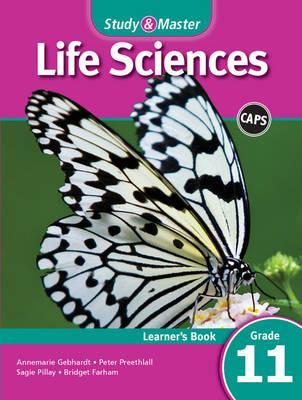 Study & Master
Life Sciences
CAPS
Learner's Book
Grade
11
Annemarie Gebhardt • Peter Preethlall
Sagie Pillay • Bridget Farham